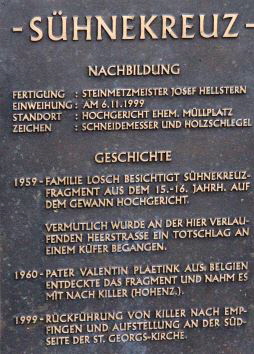 - SÜHNEKREUZ -
NACHBILDUNG
FERTIGUNG : STEINMETZMEISTER JOSEF HELLSTERN
EINWEIHUNG : AM 6.11.1999
STANDORT : HOCHGERICHT EHEM. MÜLLPLATZ
ZEICHEN : SCHNEIDEMESSER UND HOLZSCHLEGEL
GESCHICHTE
1959 - FAMILIE LOSCH BESICHTIGT SÜHNEKREUZ-
FRAGMENT AUS DEM 15.-16. JAHRH. AUF
DEM GEWANN HOCHGERICHT.
VERMUTLICH WURDE AN DER HIER VERLAU-
FENDEN HEERSTRASSE EIN TOTSCHLAG AN
EINEM KÜFER BEGANGEN.
1960 - PATER VALENTIN PLAETINK AUS BELGIEN
ENTDECKTE DAS FRAGMENT UND NAHM ES
MIT NACH KILLER (HOHENZ.).
1999 - RÜCKFÜHRUNG VON KILLER NACH EMP-
FINGEN UND AUFSTELLUNG AN DER SÜD-
SEITE DER ST. GEORGS-KIRCHE.